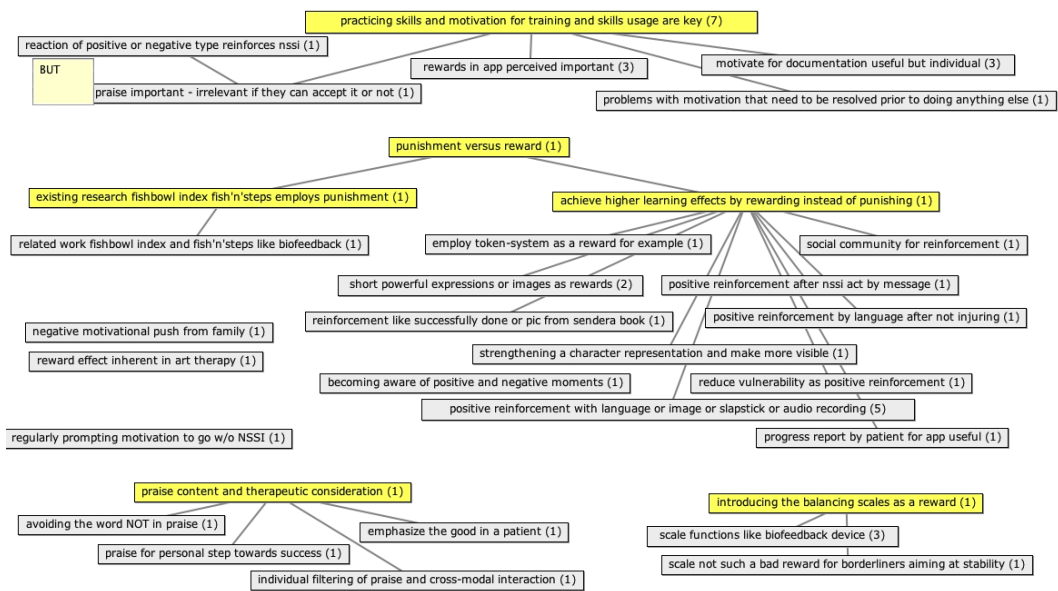 practicing skills and motivation for training and skills usage are key (7)
reaction of positive or negative type reinforces nssi (1)
BUT
praise important - irrelevant if they can accept it or not (1)
rewards in app perceived important (3)
motivate for documentation useful but individual (3)
problems with motivation that need to be resolved prior to doing anything else (1)
punishment versus reward (1)
existing research fishbowl index fish'n'steps employs punishment (1)
achieve higher learning effects by rewarding instead of punishing (1)
related work fishbowl index and fish'n'steps like biofeedback (1)
employ token-system as a reward for example (1)
social community for reinforcement (1)
short powerful expressions or images as rewards (2)
positive reinforcement after nssi act by message (1)
reinforcement like successfully done or pic from sendera book (1)
positive reinforcement by language after not injuring (1)
negative motivational push from family (1)
reward effect inherent in art therapy (1)
strengthening a character representation and make more visible (1)
becoming aware of positive and negative moments (1)
reduce vulnerability as positive reinforcement (1)
positive reinforcement with language or image or slapstick or audio recording (5)
regularly prompting motivation to go w/o NSSI (1)
progress report by patient for app useful (1)
praise content and therapeutic consideration (1)
avoiding the word NOT in praise (1)
emphasize the good in a patient (1)
praise for personal step towards success (1)
individual filtering of praise and cross-modal interaction (1)
introducing the balancing scales as a reward (1)
scale functions like biofeedback device (3)
scale not such a bad reward for borderliners aiming at stability (1)